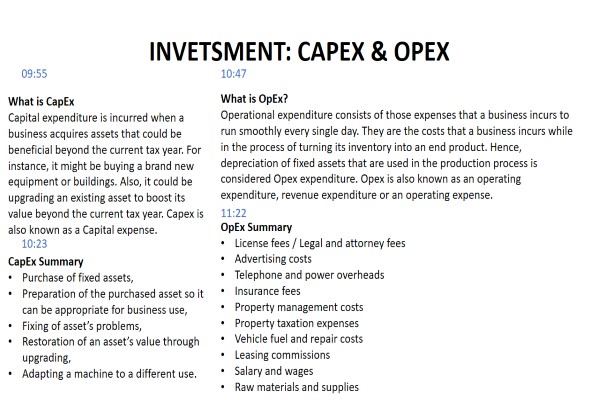 INVETSMENT: CAPEX & OPEX
09:55
What is CapEx
Capital expenditure is incurred when a
business acquires assets that could be
beneficial beyond the current tax year. For
instance, it might be buying a brand new
equipment or buildings. Also, it could be
upgrading an existing asset to boost its
value beyond the current tax year. Capex is
also known as a Capital expense.
10:23
CapEx Summary
• Purchase of fixed assets,
• Preparation of the purchased asset so it
can be appropriate for business use,
• Fixing of asset's problems,
• Restoration of an asset's value through
upgrading,
• Adapting a machine to a different use.
10:47
What is OpEx?
Operational expenditure consists of those expenses that a business incurs to
run smoothly every single day. They are the costs that a business incurs while
in the process of turning its inventory into an end product. Hence,
depreciation of fixed assets that are used in the production process is
considered Opex expenditure. Opex is also known as an operating
expenditure, revenue expenditure or an operating expense.
11:22
OpEx Summary
• License fees / Legal and attorney fees
• Advertising costs
• Telephone and power overheads
• Insurance fees
• Property management costs
• Property taxation expenses
• Vehicle fuel and repair costs
• Leasing commissions
• Salary and wages
• Raw materials and supplies